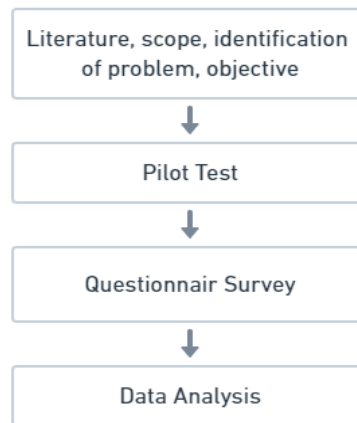 Literature, scope, identification
of problem, objective
Pilot Test
Questionnair Survey
Data Analysis